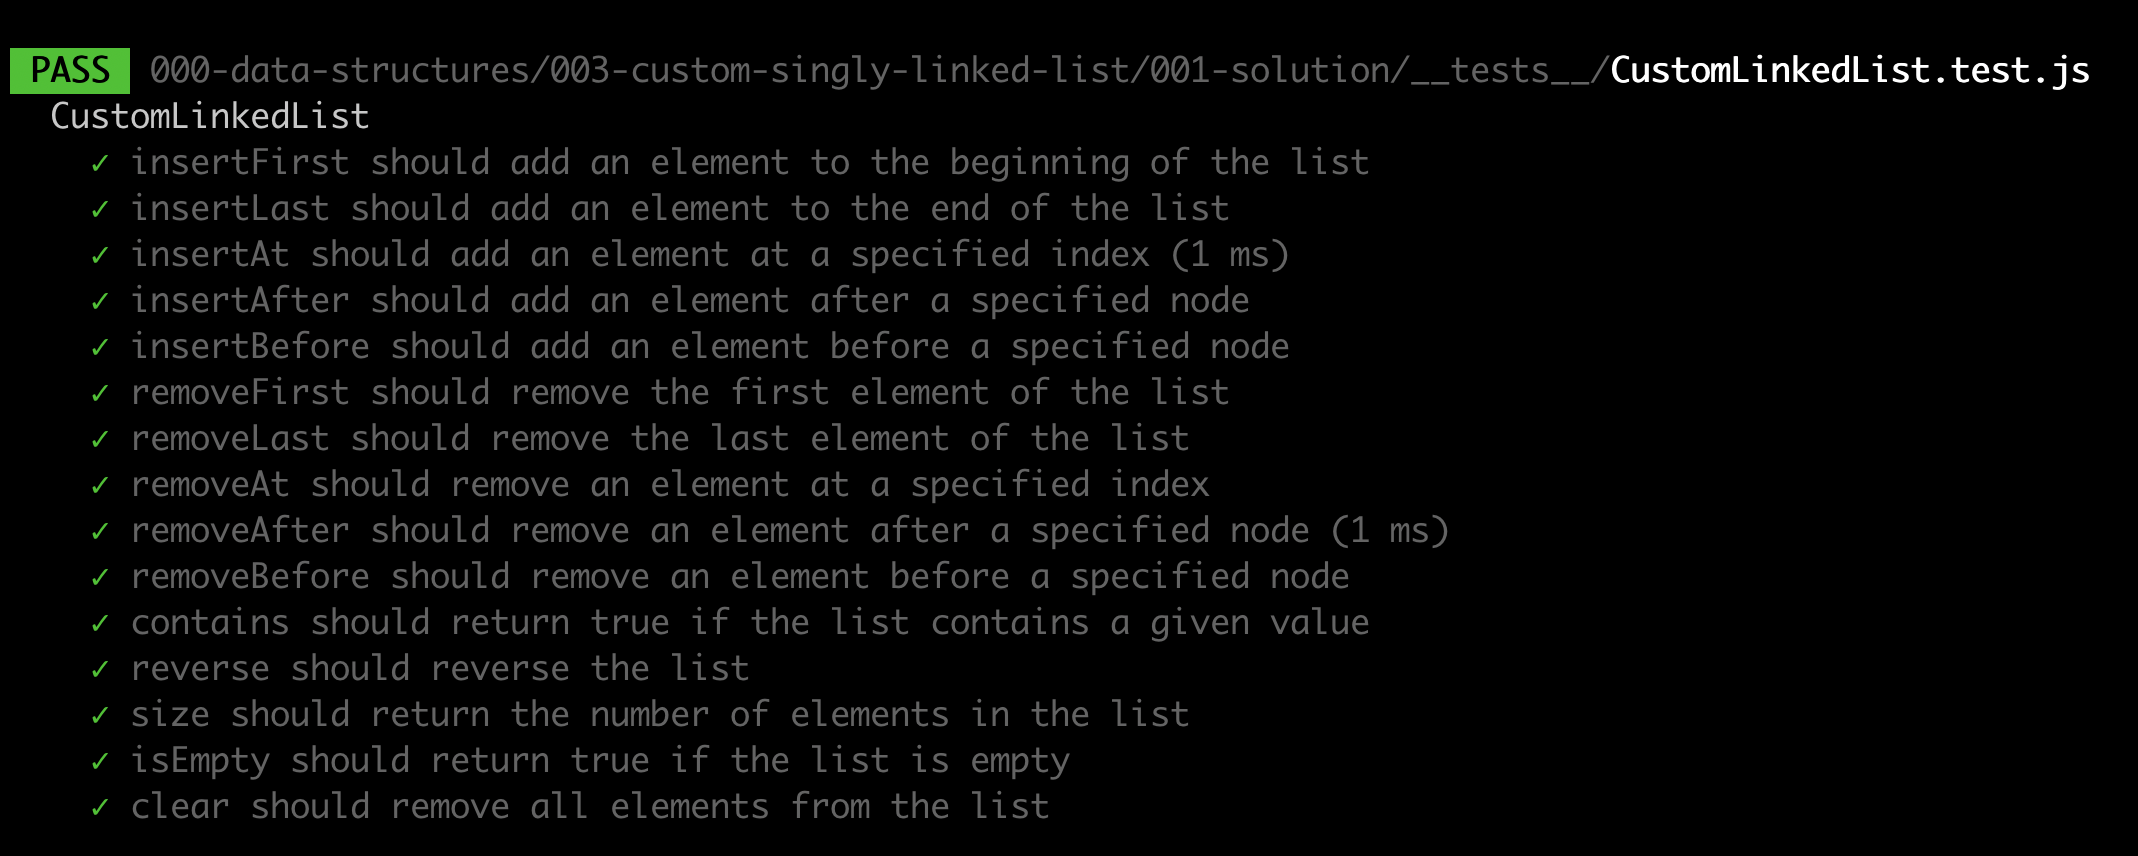 PASS 000-data-structures/003-custom-singly-linked-list/001-solution/__tests__/CustomLinkedList.test.js
CustomLinkedList
✓ insertFirst should add an element to the beginning of the list
✓ insertLast should add an element to the end of the list
✓ insertAt should add an element at a specified index (1 ms)
✓ insertAfter should add an element after a specified node
✓ insertBefore should add an element before a specified node
✓ removeFirst should remove the first element of the list
✓ removeLast should remove the last element of the list
✓ removeAt should remove an element at a specified index
✓ removeAfter should remove an element after a specified node (1 ms)
✓ removeBefore should remove an element before a specified node
✓ contains should return true if the list contains a given value
✓ reverse should reverse the list
✓ size should return the number of elements in the list
✓ isEmpty should return true if the list is empty
✓ clear should remove all elements from the list